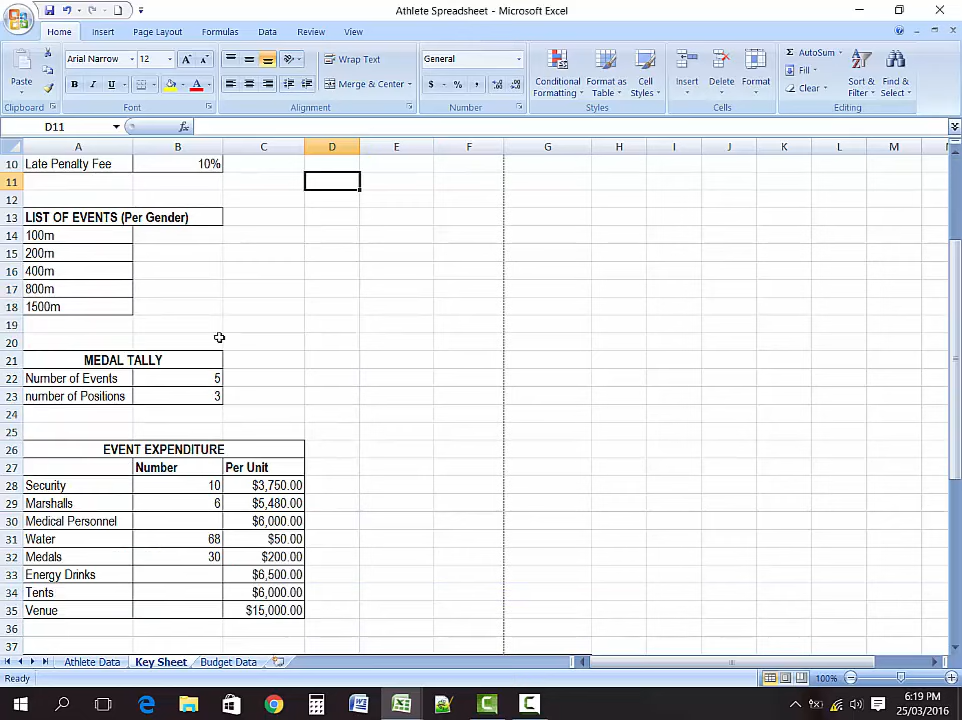 Athlete Spreadsheet - Microsoft Excel
Home Insert Page Layout Formulas Data Review View
Paste Arial Narrow 12 A A Wrap Text General Conditional Formatting Format as Table Cell Styles Insert Delete Format AutoSum Fill Clear Sort & Filter Find & Select
B I U A Merge & Center $ % ,
Clipboard Font Alignment Number Styles Cells Editing
D11 fx
A B C D E F G H I J K L M
10 Late Penalty Fee 10%
11
12
13 LIST OF EVENTS (Per Gender)
14 100m
15 200m
16 400m
17 800m
18 1500m
19
20
21 MEDAL TALLY
22 Number of Events 5
23 number of Positions 3
24
25
26 EVENT EXPENDITURE
27 Number Per Unit
28 Security 10 $3,750.00
29 Marshalls 6 $5,480.00
30 Medical Personnel $6,000.00
31 Water 68 $50.00
32 Medals 30 $200.00
33 Energy Drinks $6,500.00
34 Tents $6,000.00
35 Venue $15,000.00
36
37
Athlete Data Key Sheet Budget Data
Ready 100%
6:19 PM
25/03/2016